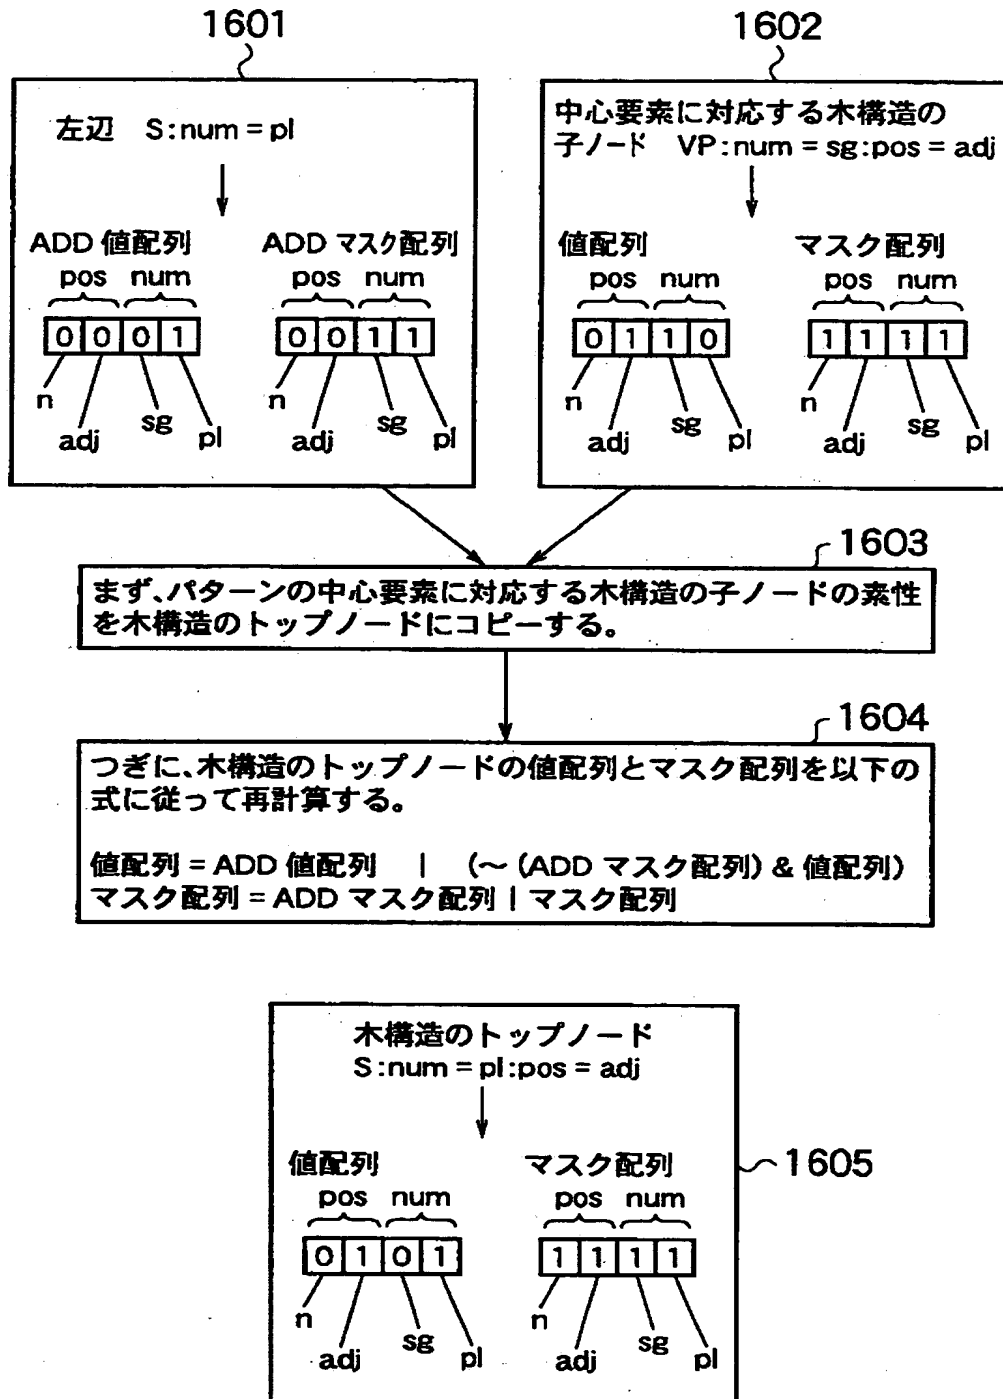 1601
左辺 S:num = pl
ADD 値配列 ADD マスク配列
pos num pos num
0 0 0 1 0 0 1 1
n adj sg pl n adj sg pl
1602
中心要素に対応する木構造の
子ノード VP:num = sg:pos = adj
値配列 マスク配列
pos num pos num
0 1 1 0 1 1 1 1
n adj sg pl n adj sg pl
1603
まず、パターンの中心要素に対応する木構造の子ノードの素性
を木構造のトップノードにコピーする。
1604
つぎに、木構造のトップノードの値配列とマスク配列を以下の
式に従って再計算する。
値配列 = ADD 値配列 | (~ (ADD マスク配列) & 値配列)
マスク配列 = ADD マスク配列 | マスク配列
木構造のトップノード
S:num = pl:pos = adj
値配列 マスク配列
1605
pos num pos num
0 1 0 1 1 1 1 1
n adj sg pl n adj sg pl